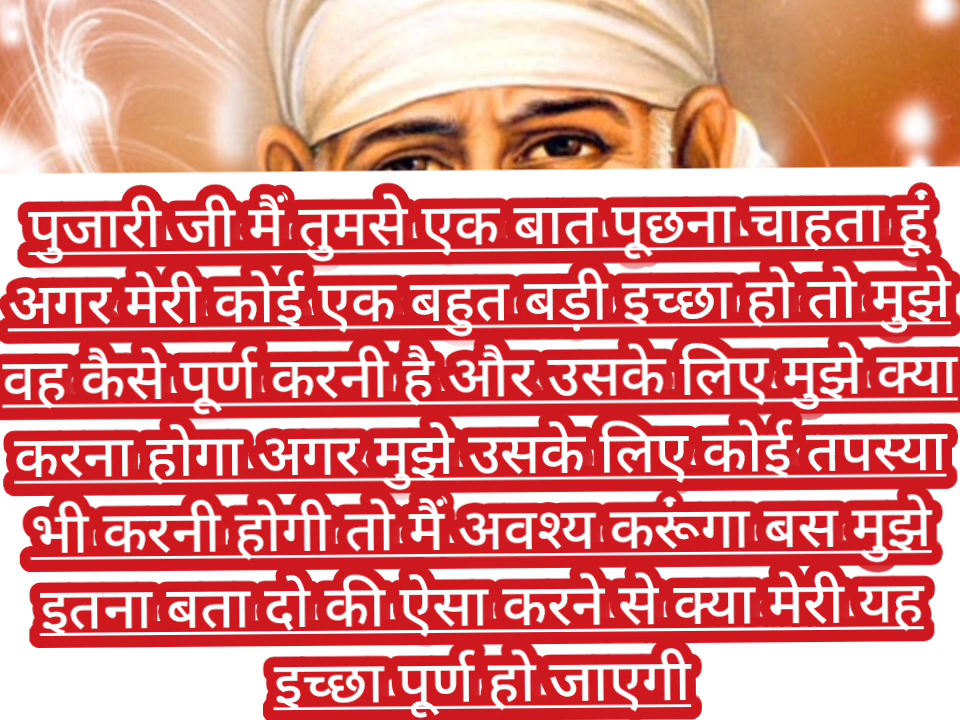 पुजारी जी मैं तुमसे एक बात पूछना चाहता हूं
अगर मेरी कोई एक बहुत बड़ी इच्छा हो तो मुझे
वह कैसे पूर्ण करनी है और उसके लिए मुझे क्या
करना होगा अगर मुझे उसके लिए कोई तपस्या
भी करनी होगी तो मैं अवश्य करूंगा बस मुझे
इतना बता दो की ऐसा करने से क्या मेरी यह
इच्छा पूर्ण हो जाएगी